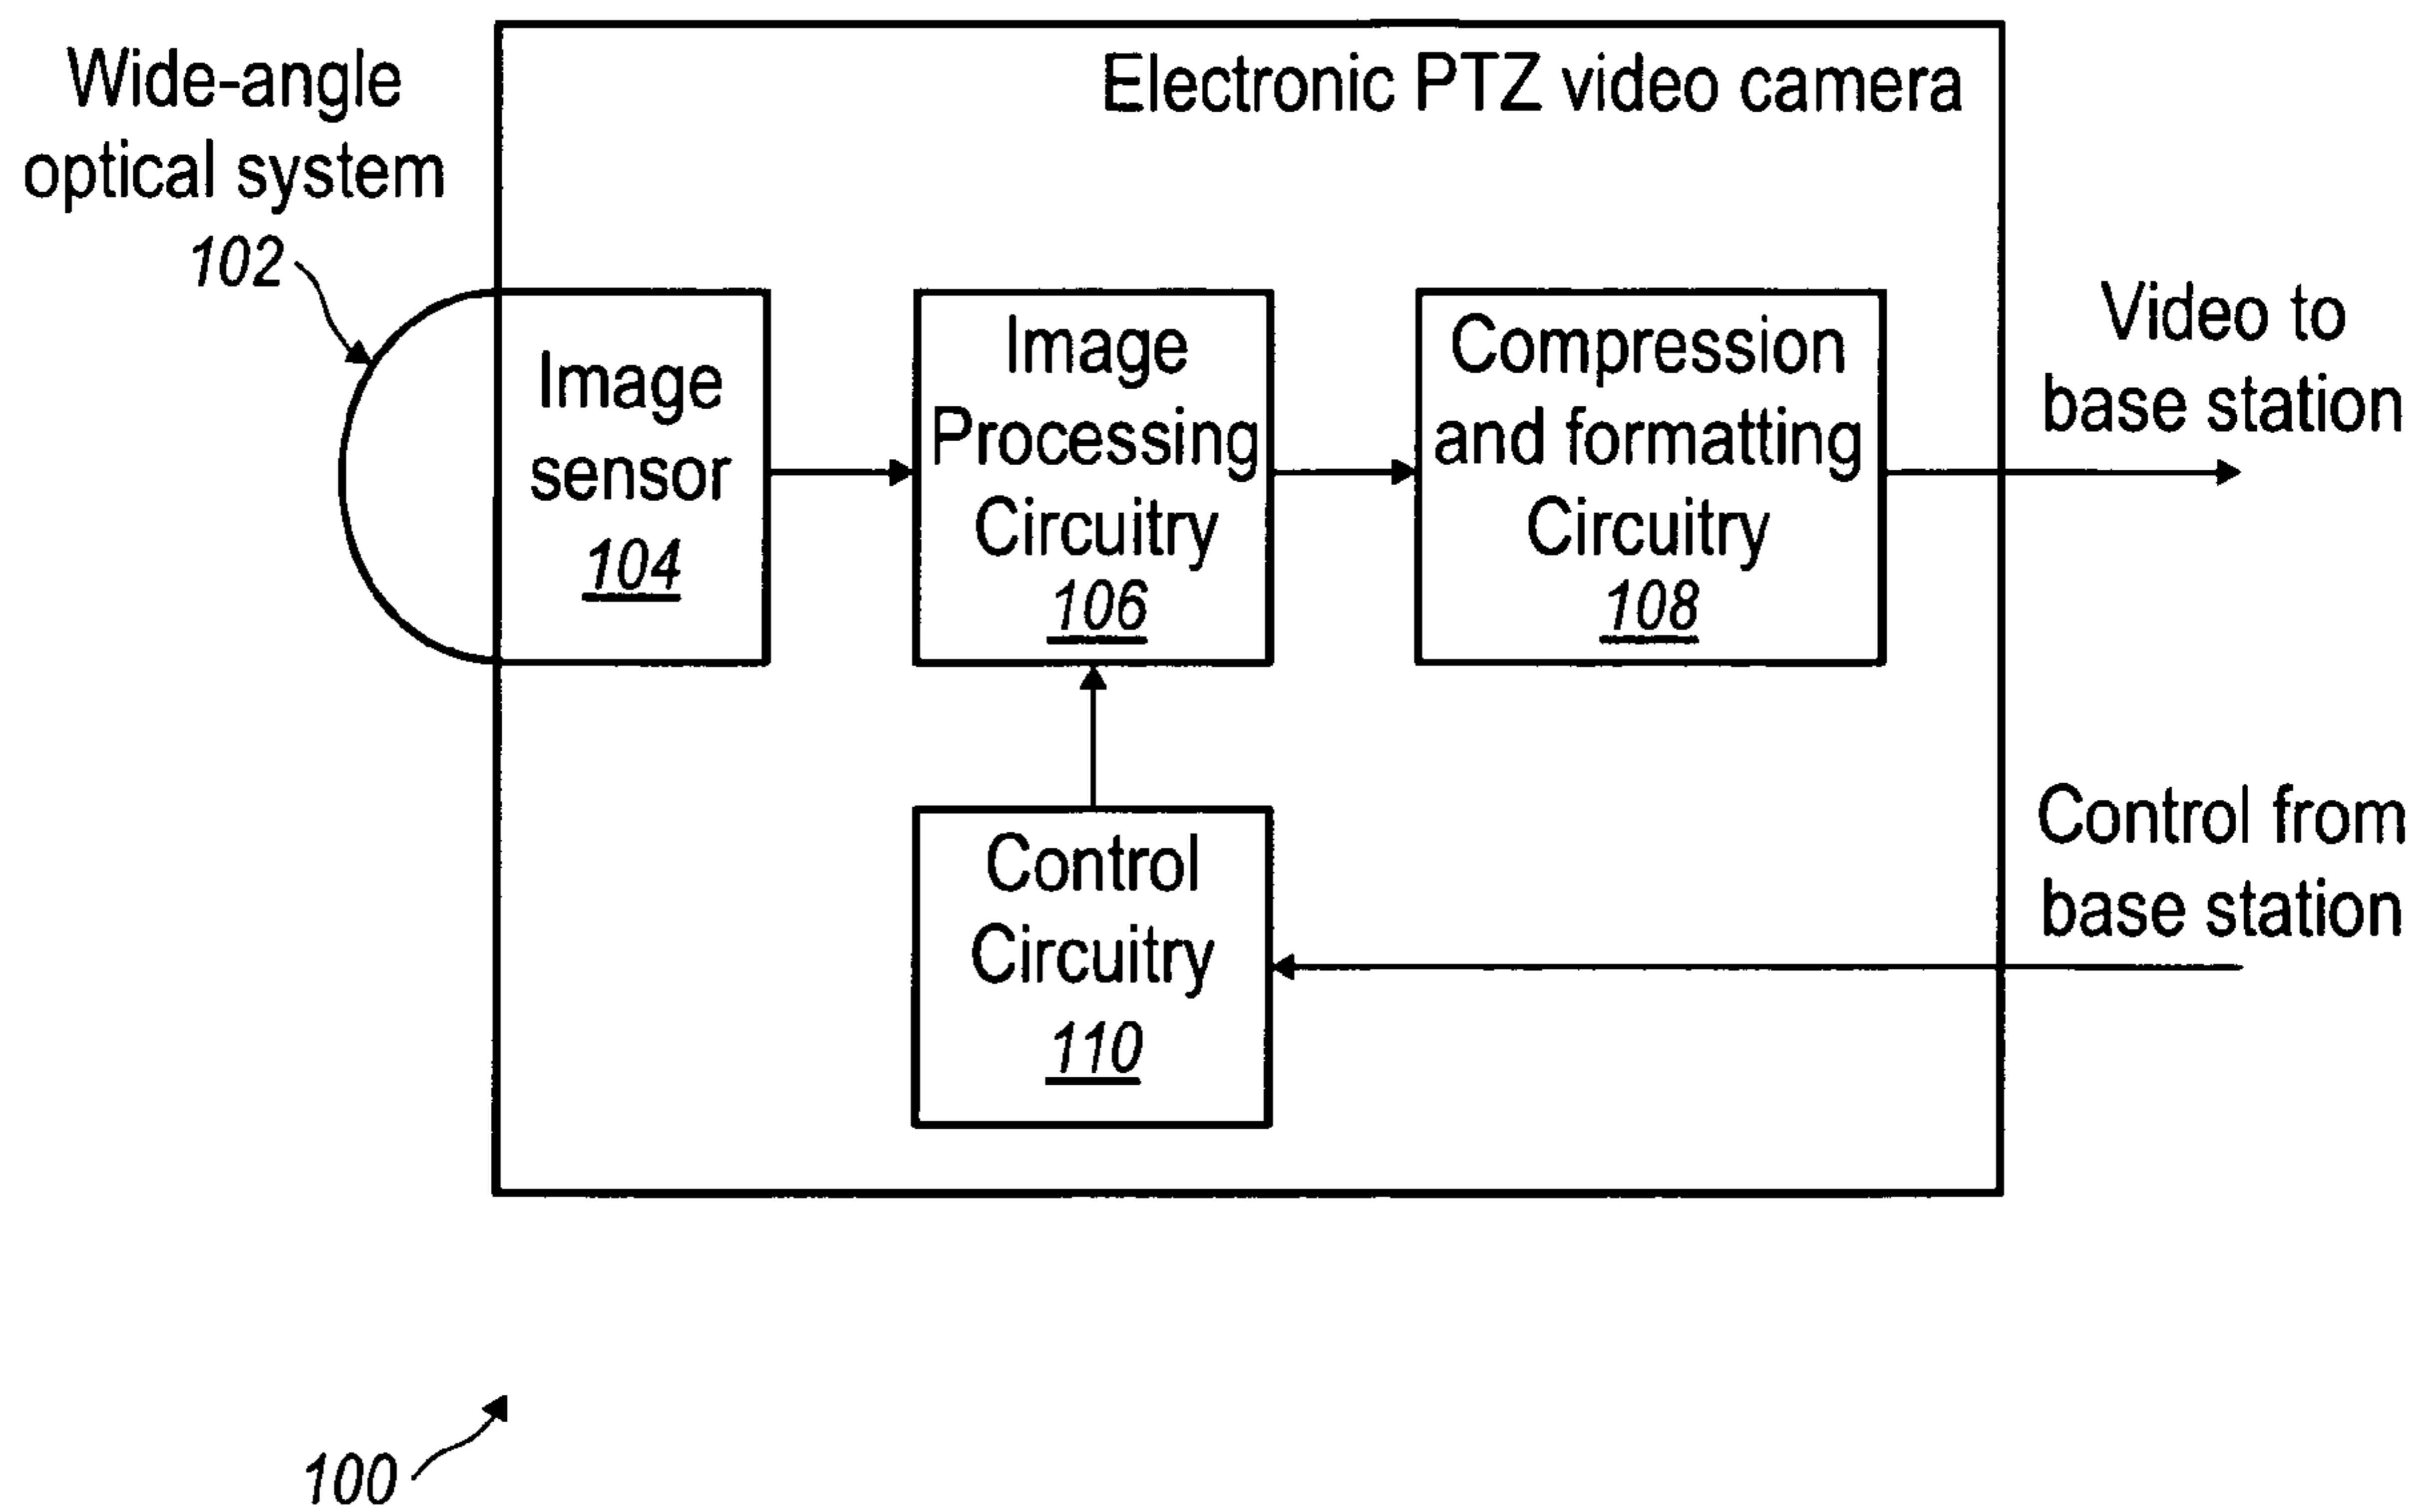 Electronic PTZ video camera
Wide-angle
optical system
102
Image
sensor
104
Image
Processing
Circuitry
106
Compression
and formatting
Circuitry
108
Video to
base station
Control
Circuitry
110
Control from
base station
100